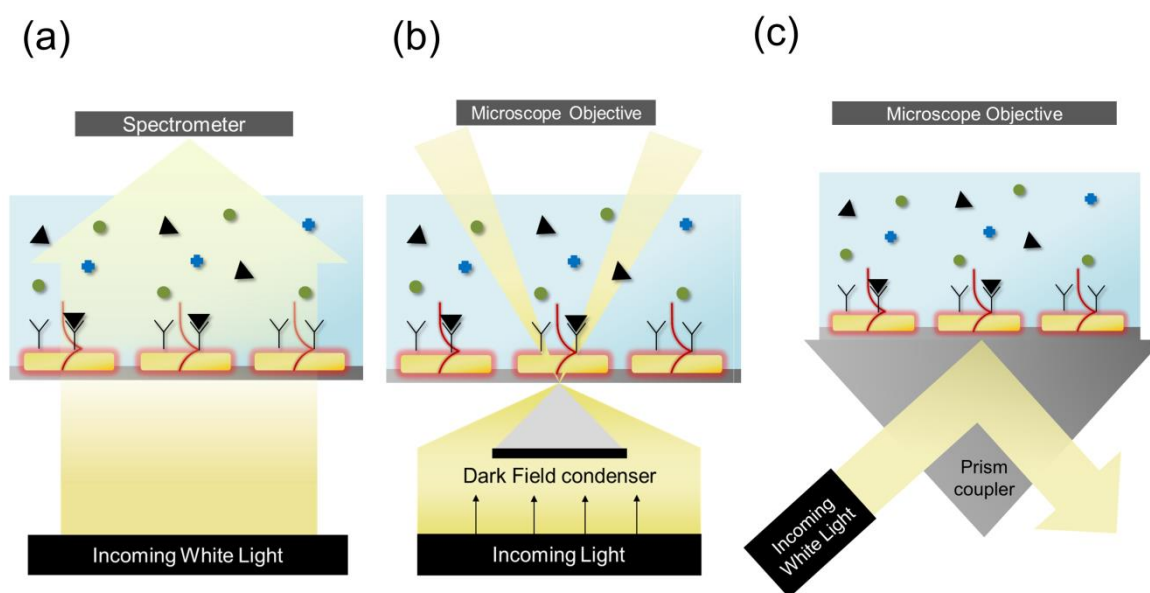 (a)
Spectrometer
Incoming White Light
(b)
Microscope Objective
Dark Field condenser
Incoming Light
(c)
Microscope Objective
Prism
coupler
Incoming
White Light